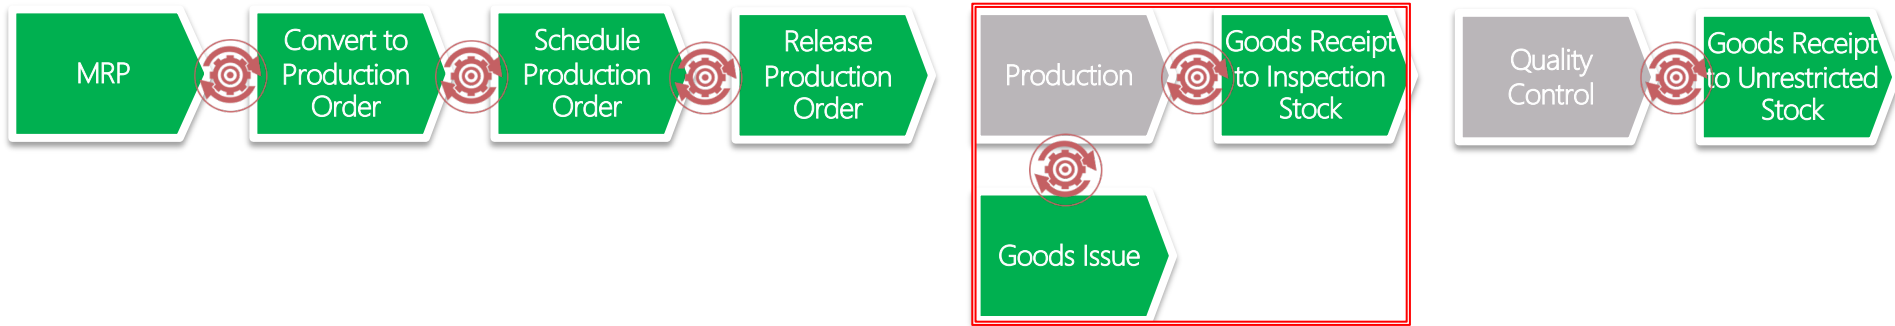 MRP
Convert to
Production
Order
Schedule
Production
Order
Release
Production
Order
Production
Goods Receipt
to Inspection
Stock
Goods Issue
Quality
Control
Goods Receipt
to Unrestricted
Stock